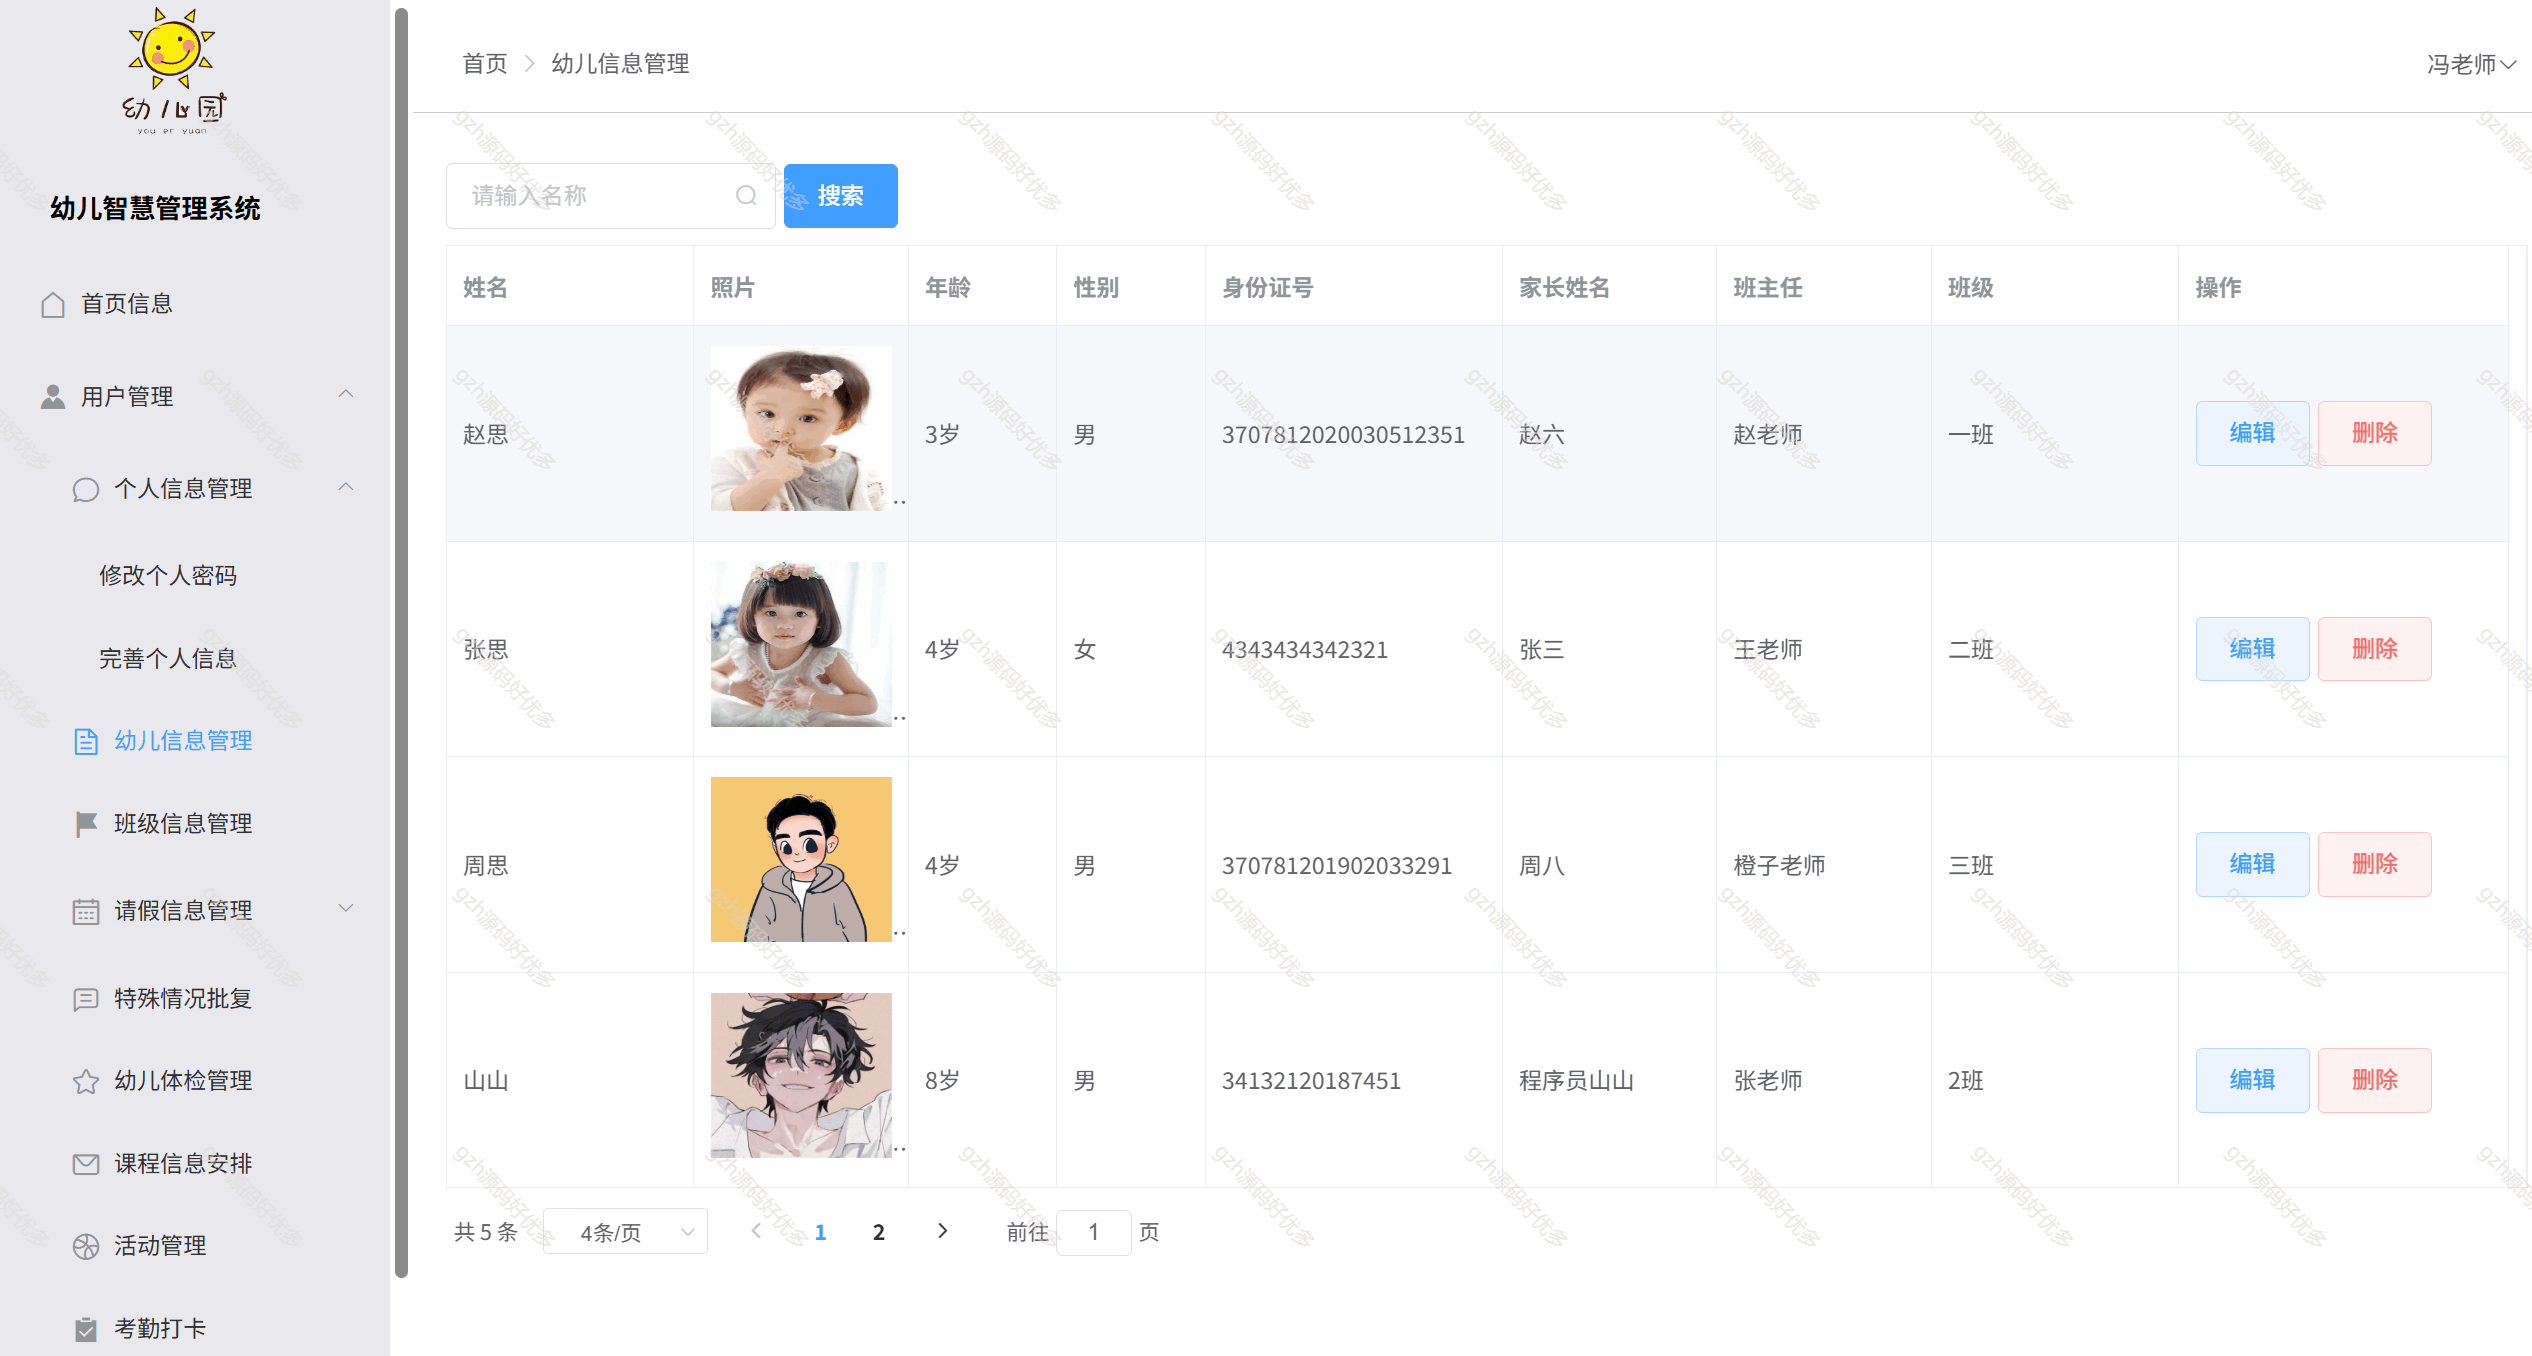 幼儿园
you er yuan
幼儿智慧管理系统
首页信息
用户管理
个人信息管理
修改个人密码
完善个人信息
幼儿信息管理
班级信息管理
请假信息管理
特殊情况批复
幼儿体检管理
课程信息安排
活动管理
考勤打卡
首页 > 幼儿信息管理
冯老师
请输入名称 搜索
姓名 照片 年龄 性别 身份证号 家长姓名 班主任 班级 操作
赵思 .. 3岁 男 3707812020030512351 赵六 赵老师 一班 编辑 删除
张思 .. 4岁 女 4343434342321 张三 王老师 二班 编辑 删除
周思 .. 4岁 男 370781201902033291 周八 橙子老师 三班 编辑 删除
山山 .. 8岁 男 34132120187451 程序员山山 张老师 2班 编辑 删除
共 5 条 4条/页 < 1 2 > 前往 1 页
gzh源码好优多